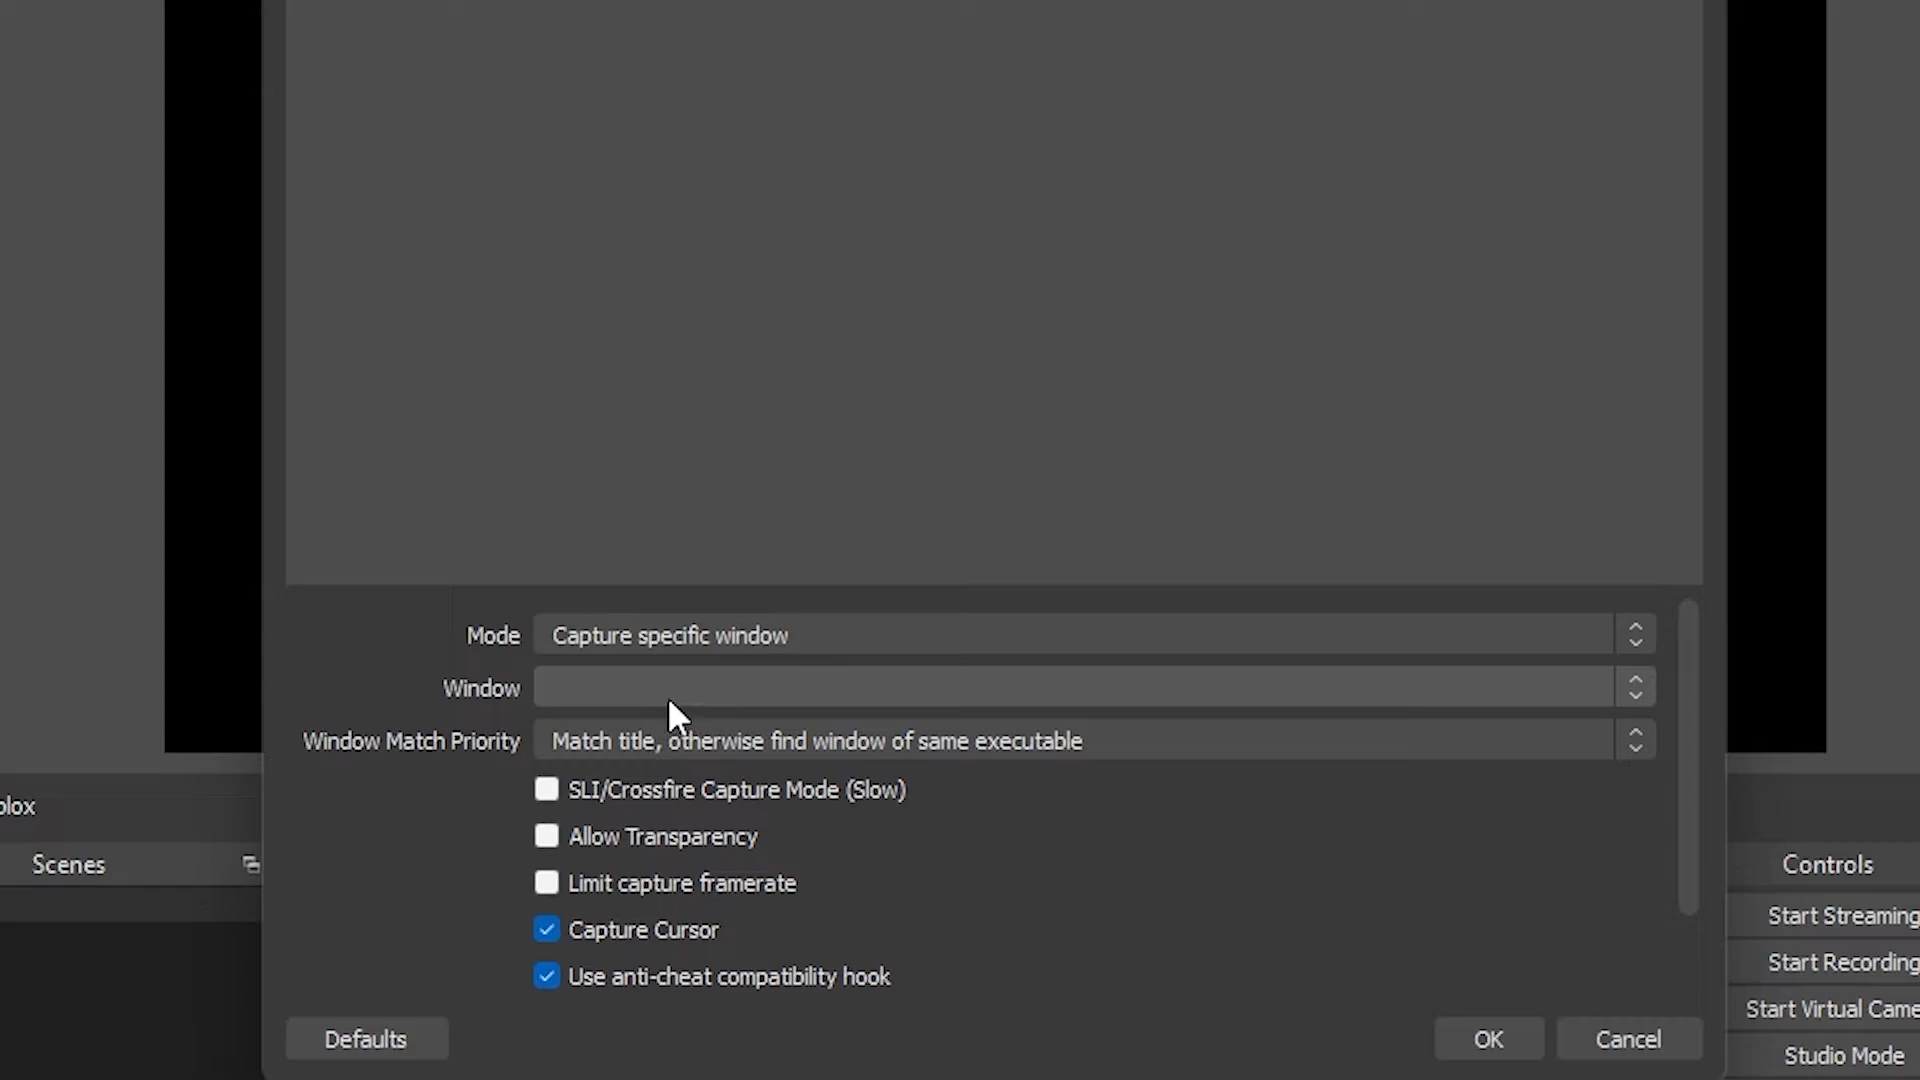 Mode
Capture specific window
Window
Window Match Priority
Match title, otherwise find window of same executable
SLI/Crossfire Capture Mode (Slow)
Allow Transparency
Limit capture framerate
Capture Cursor
Use anti-cheat compatibility hook
Defaults
OK
Cancel
olox
Scenes
Controls
Start Streaming
Start Recording
Start Virtual Came
Studio Mode